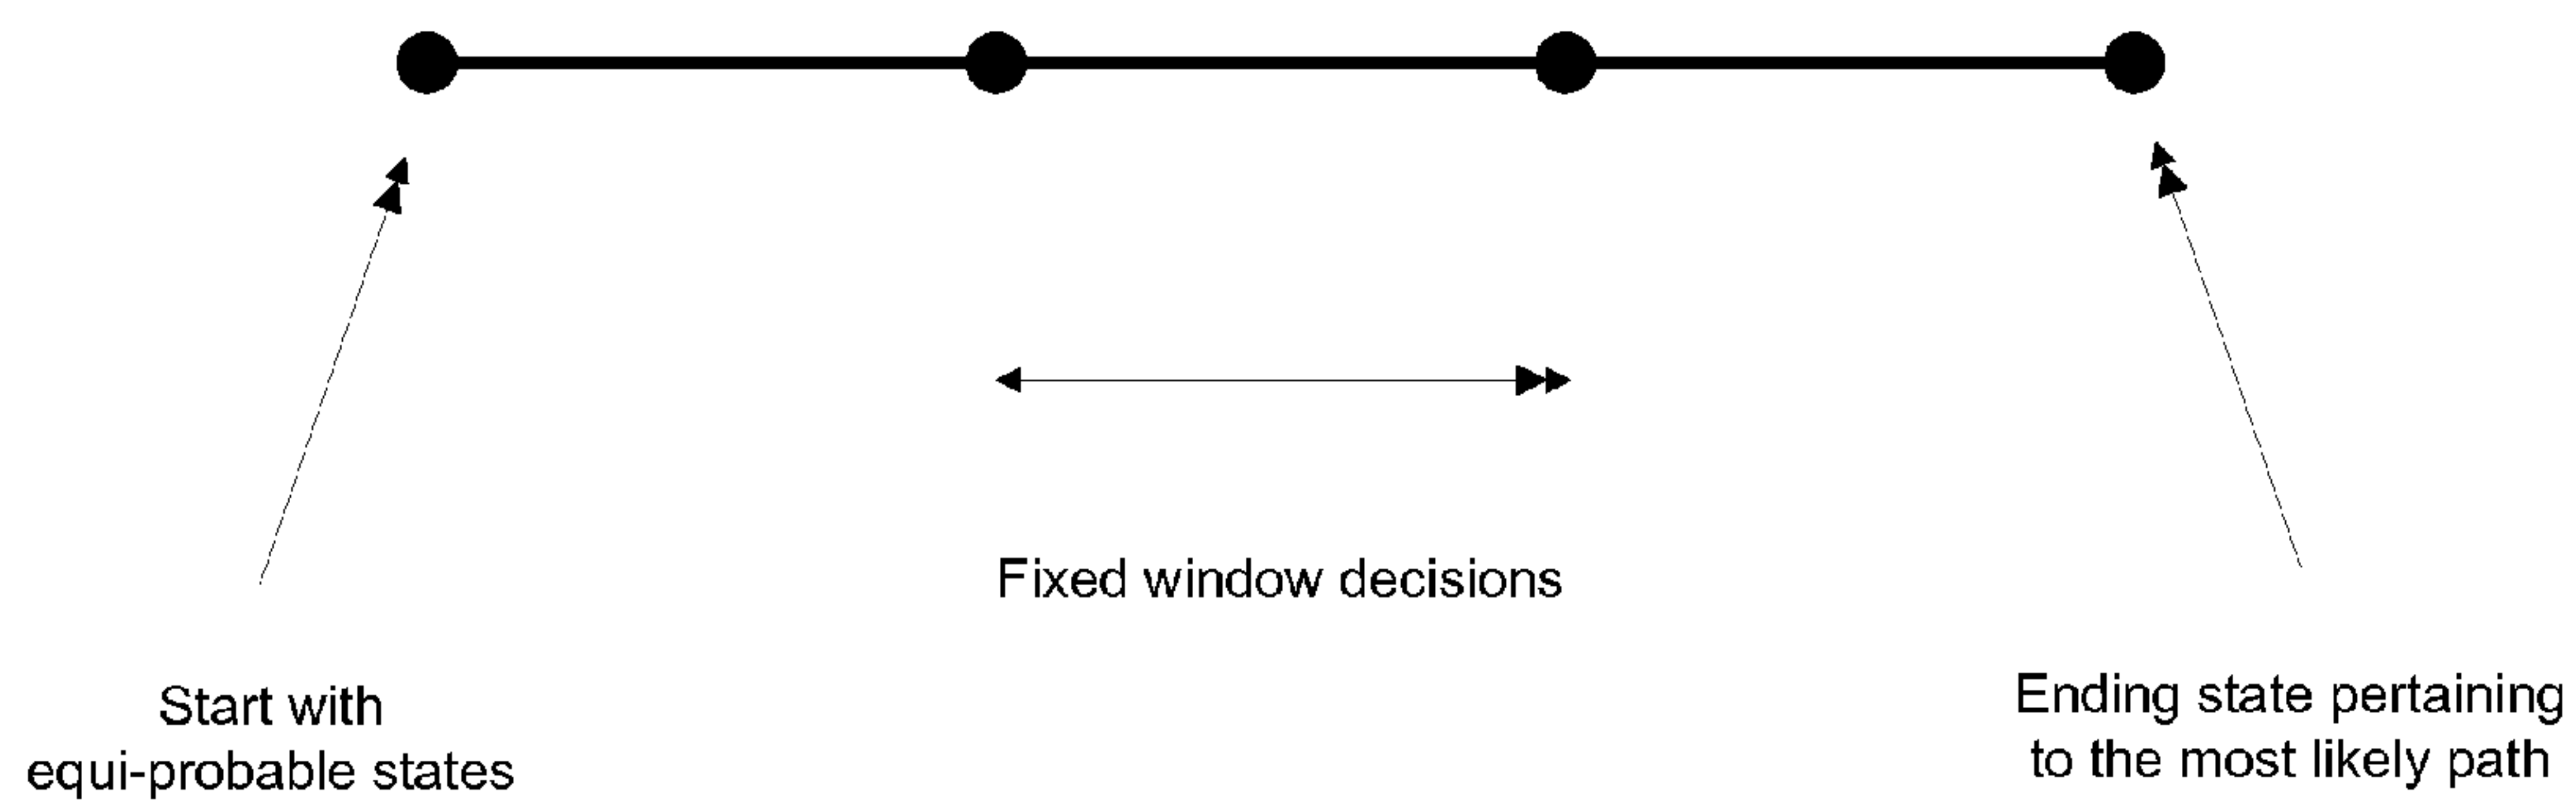 Fixed window decisions
Start with
equi-probable states
Ending state pertaining
to the most likely path